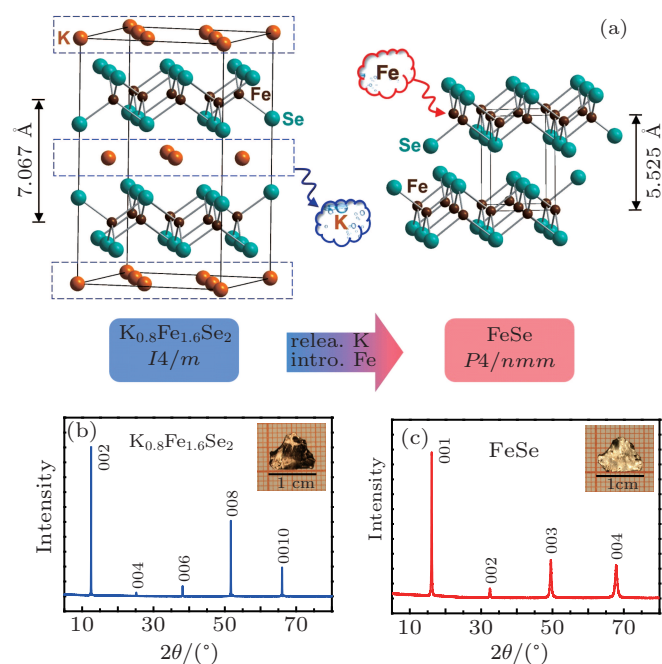 (a)
K
Fe
Se
7.067 Å
K
Fe
Se
Fe
5.525 Å
K₀.₈Fe₁.₆Se₂
I4/m
relea. K
intro. Fe
FeSe
P4/nmm
(b)
K₀.₈Fe₁.₆Se₂
1 cm
002
004
006
008
0010
Intensity
10 30 50 70
2θ/(°)
(c)
FeSe
1cm
001
002
003
004
Intensity
10 30 50 70
2θ/(°)